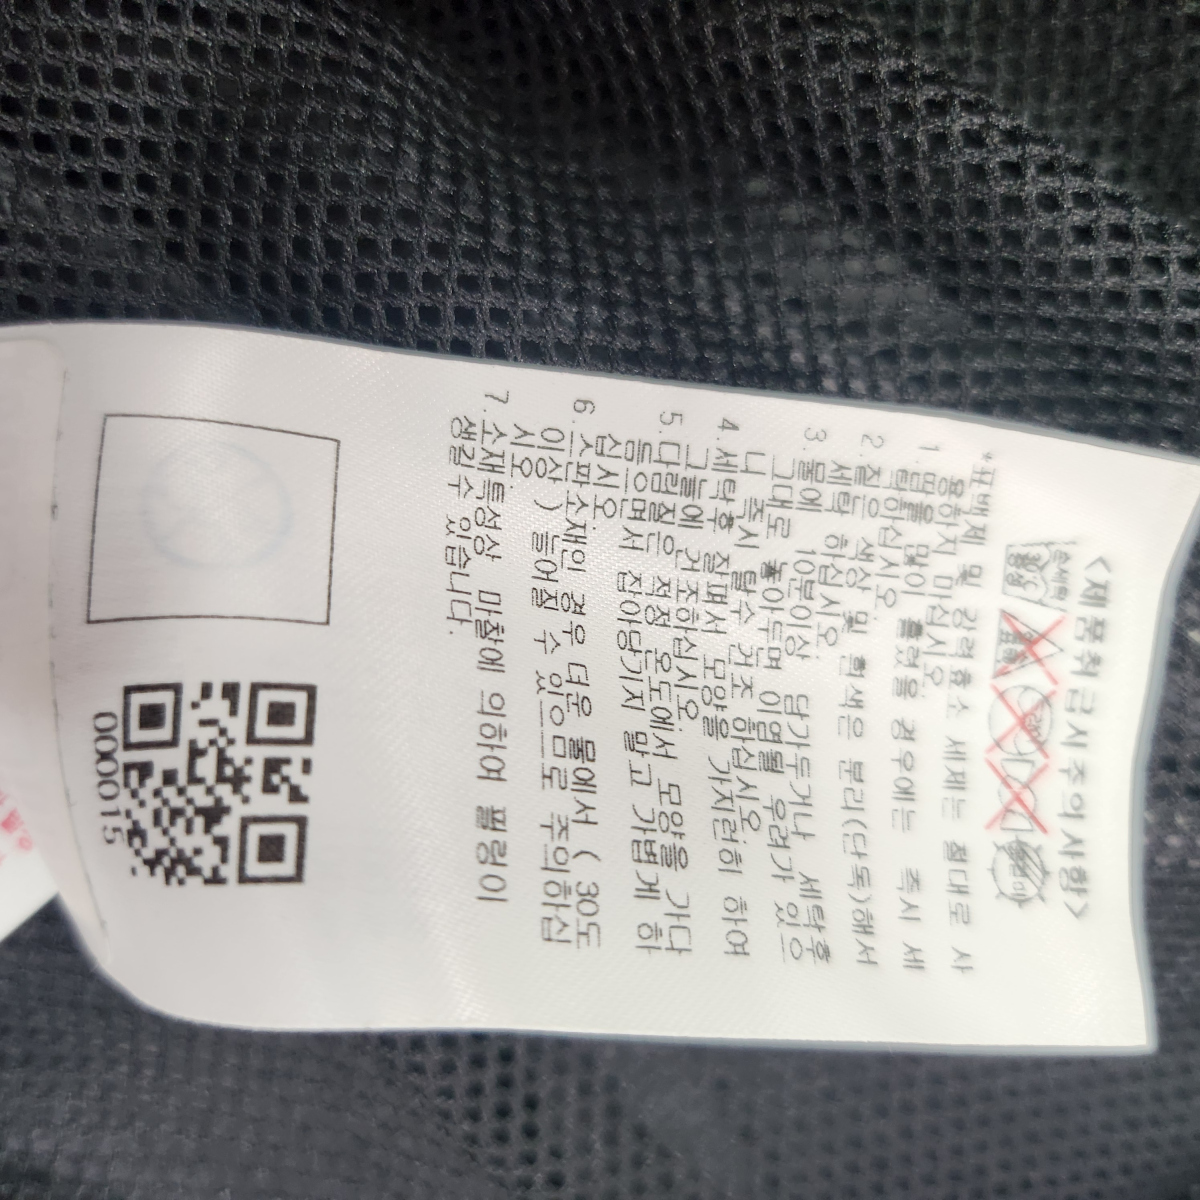 <제품취급시주의사항>
손세탁
30℃
중성
*표백제 및 강력효소 세제는 절대로 사
용하지 마십시오.
1. 땀을많이 흘렸을 경우에는 즉시 세
탁하십시오
2. 짙은 색상 및 흰색은 분리(단독)해서
세탁 하십시오.
3. 물에 10분이상 담가두거나 세탁후
그대로 놓아두면 이염될 우려가 있으
니 즉시 탈수 건조 하십시오
4. 세탁후 잘펴서 모양을 가지런히 하여
그늘에 건조하십시오
5. 다림질은 적정 온도에서 모양을 가다
듬으면서 잡아당기지 말고 가볍게 하
십시오
6. 스판소재인 경우 더운 물에서 ( 30도
이상 ) 늘어질수 있으므로 주의하십
시오.
7. 소재특성상 마찰에 의하여 필링이
생길수 있습니다.
000015